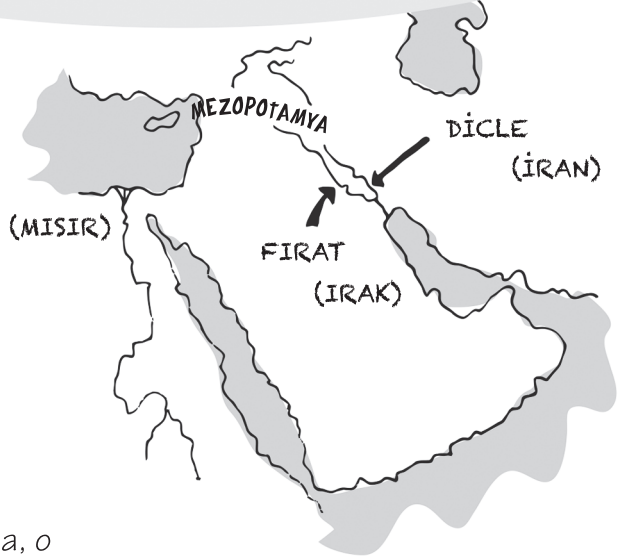 MEZOPOTAMYA
DİCLE
(İRAN)
(MISIR)
FIRAT
(IRAK)
a, o